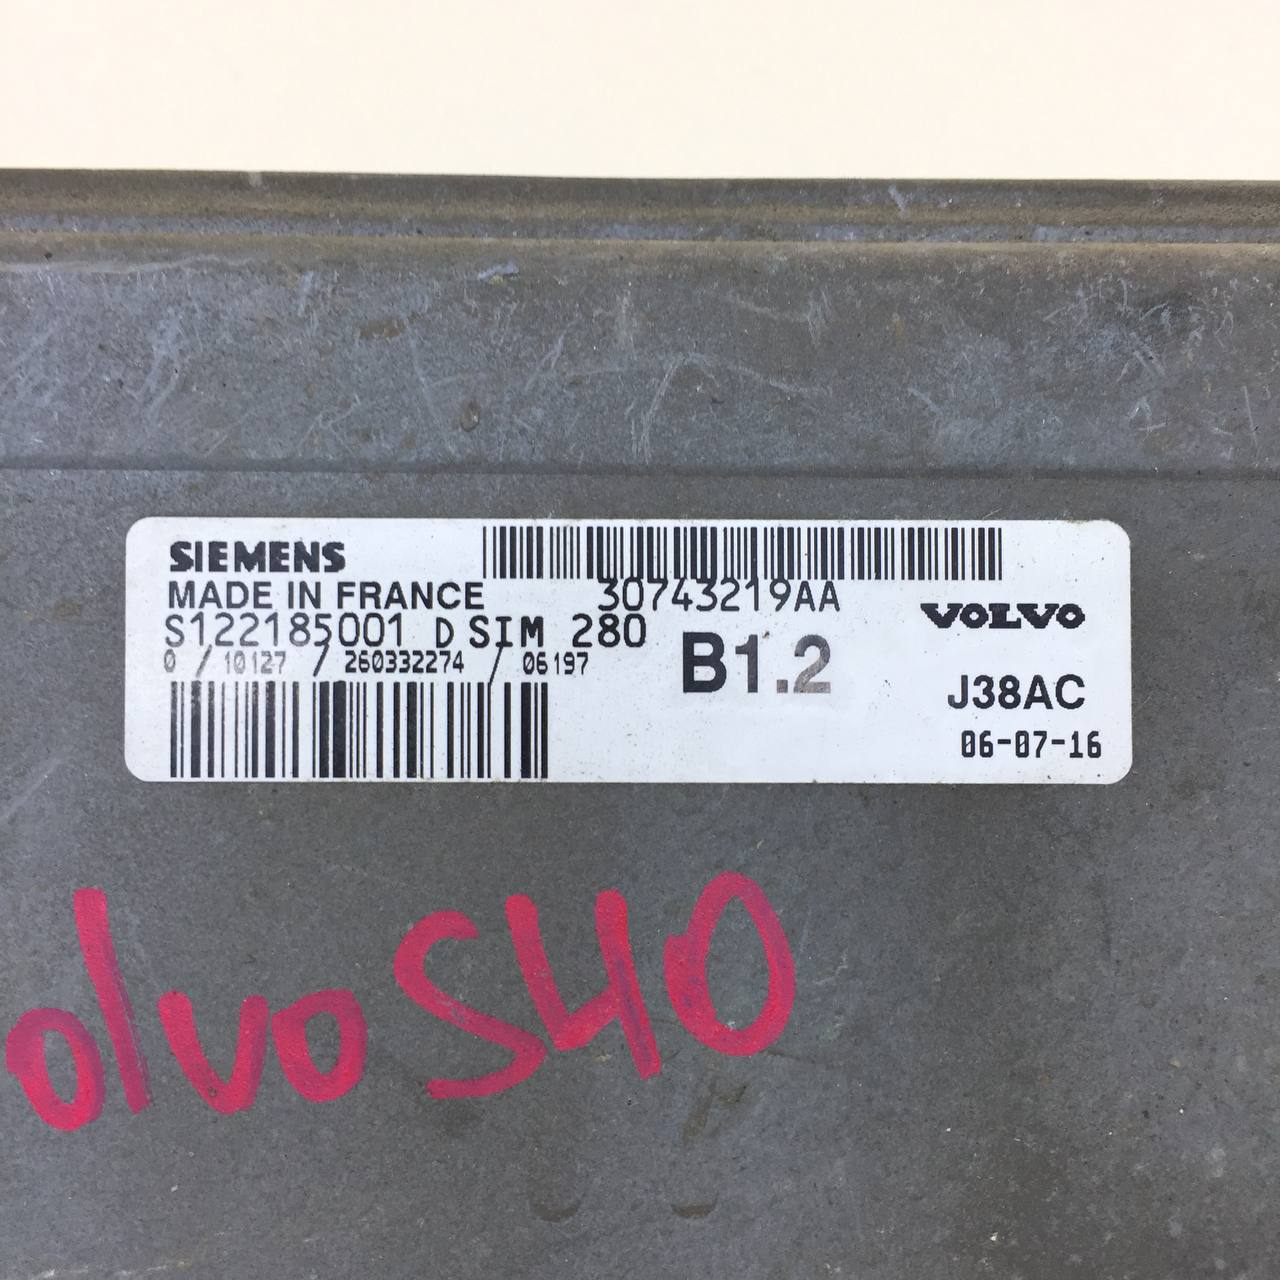 SIEMENS
MADE IN FRANCE 30743219AA
VOLVO
S122185001 D SIM 280
B1.2
0 / 10127 / 260332274 / 06197
J38AC
06-07-16
olvo S40